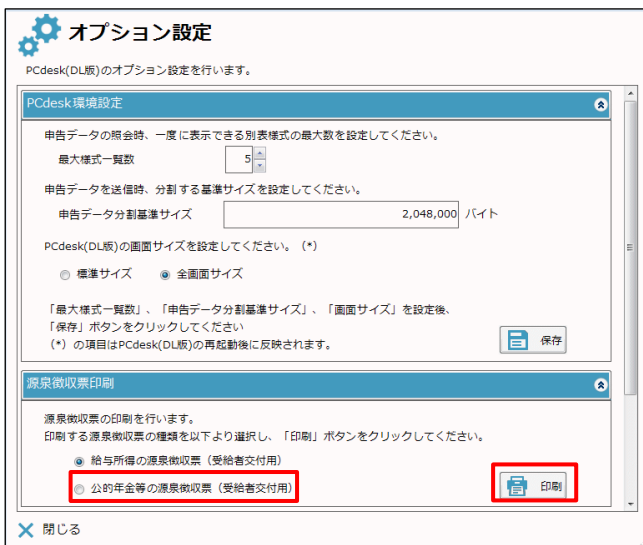 オプション設定
PCdesk(DL版)のオプション設定を行います。
PCdesk環境設定
申告データの照会時、一度に表示できる別表様式の最大数を設定してください。
最大様式一覧数 5
申告データを送信時、分割する基準サイズを設定してください。
申告データ分割基準サイズ 2,048,000 バイト
PCdesk(DL版)の画面サイズを設定してください。(*)
標準サイズ 全画面サイズ
「最大様式一覧数」、「申告データ分割基準サイズ」、「画面サイズ」を設定後、
「保存」ボタンをクリックしてください
(*)の項目はPCdesk(DL版)の再起動後に反映されます。
保存
源泉徴収票印刷
源泉徴収票の印刷を行います。
印刷する源泉徴収票の種類を以下より選択し、「印刷」ボタンをクリックしてください。
給与所得の源泉徴収票(受給者交付用)
公的年金等の源泉徴収票(受給者交付用)
印刷
閉じる